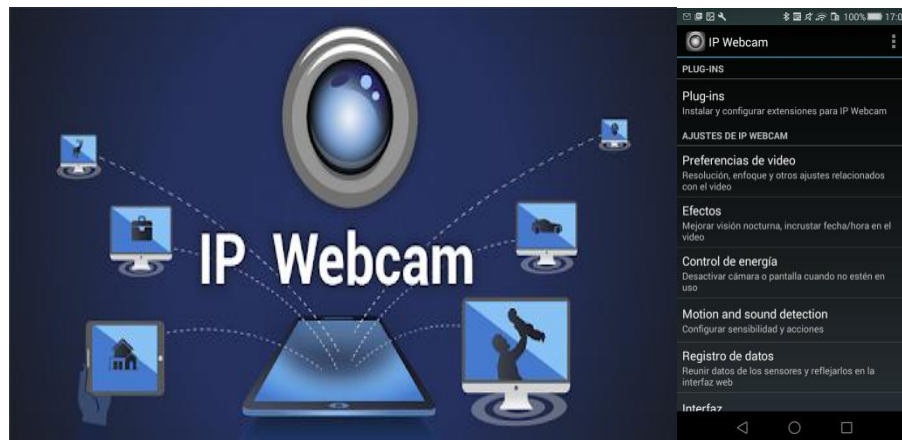 IP Webcam
100% 17:0
IP Webcam
PLUG-INS
Plug-ins
Instalar y configurar extensiones para IP Webcam
AJUSTES DE IP WEBCAM
Preferencias de video
Resolución, enfoque y otros ajustes relacionados
con el video
Efectos
Mejorar visión nocturna, incrustar fecha/hora en el
video
Control de energía
Desactivar cámara o pantalla cuando no estén en
uso
Motion and sound detection
Configurar sensibilidad y acciones
Registro de datos
Reunir datos de los sensores y reflejarlos en la
interfaz web
Interfaz